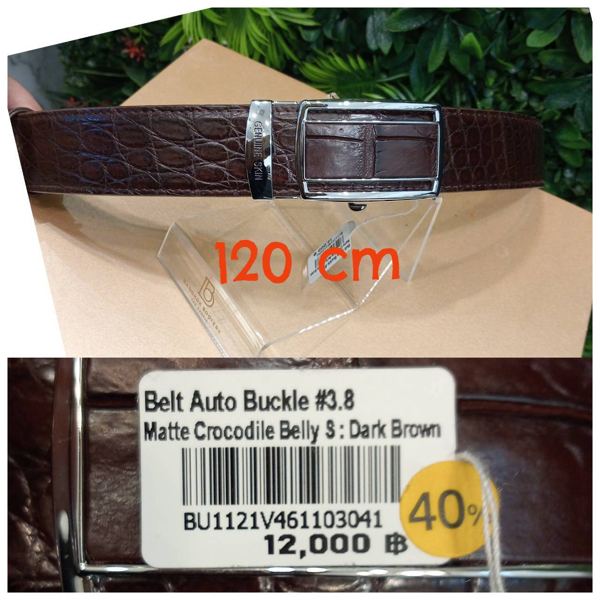 GENUINE SKIN
120 cm
B
Belt Auto Buckle #3.8
Matte Crocodile Belly S : Dark Brown
BU1121V461103041
40%
12,000 ฿